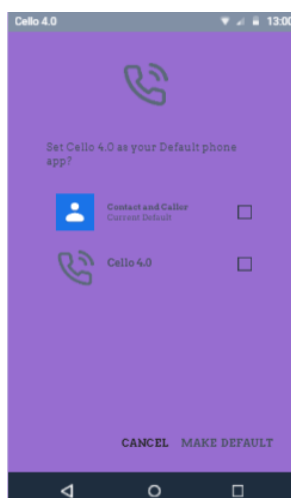 Cello 4.0 13:00
Set Cello 4.0 as your Default phone
app?
Contact and Caller
Current Default
Cello 4.0
CANCEL MAKE DEFAULT